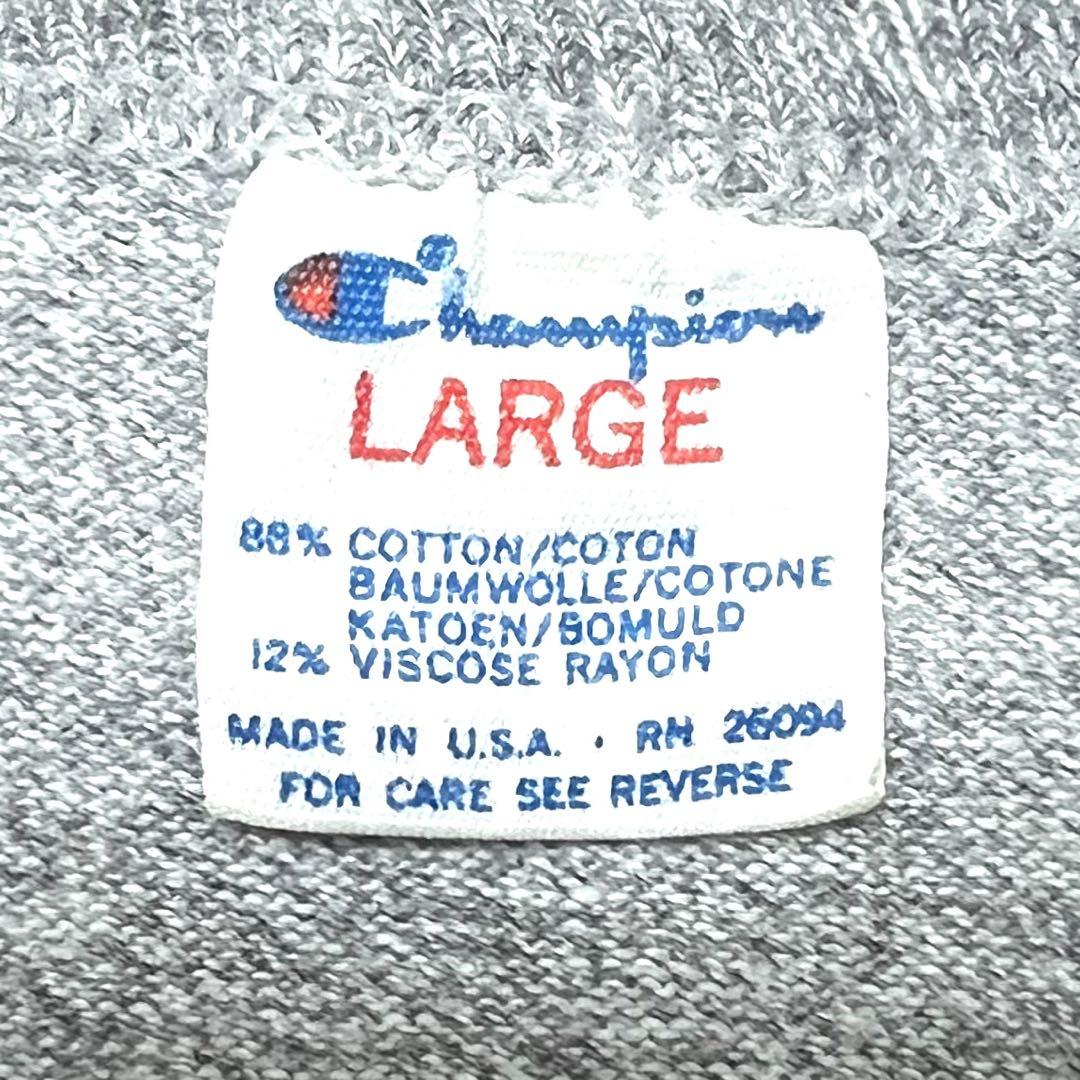 Champion
LARGE
88% COTTON/COTON
BAUMWOLLE/COTONE
KATOEN/BOMULD
12% VISCOSE RAYON
MADE IN U.S.A. · RN 26094
FOR CARE SEE REVERSE